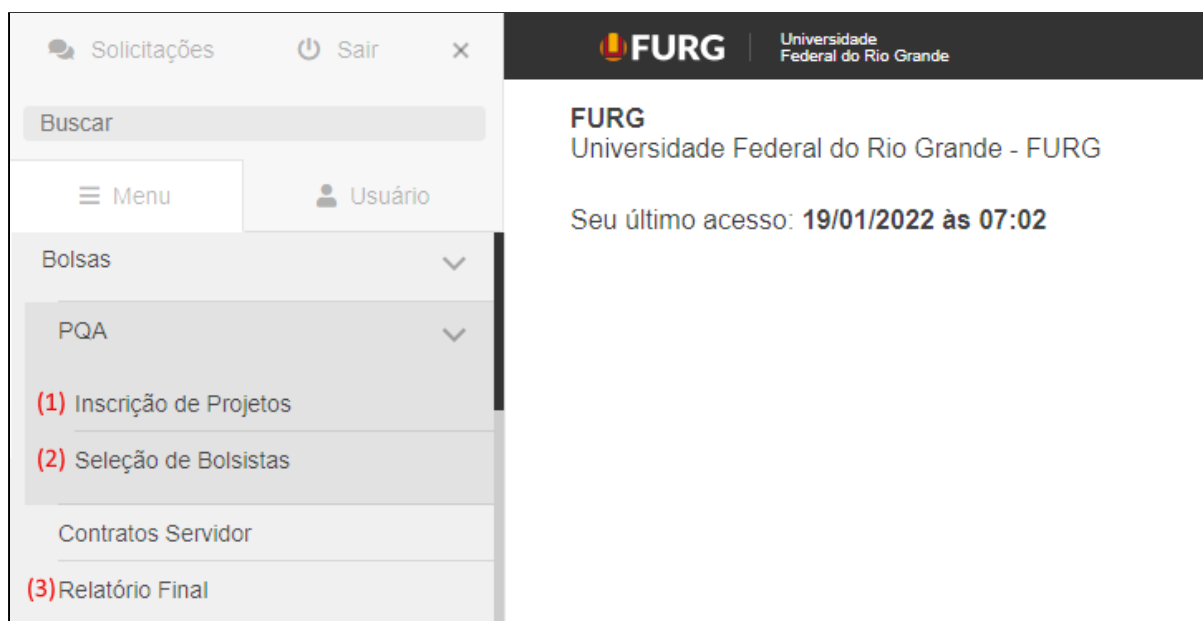 Solicitações Sair ×
Buscar
Menu Usuário
Bolsas
PQA
(1) Inscrição de Projetos
(2) Seleção de Bolsistas
Contratos Servidor
(3) Relatório Final
FURG Universidade
Federal do Rio Grande
FURG
Universidade Federal do Rio Grande - FURG
Seu último acesso: 19/01/2022 às 07:02